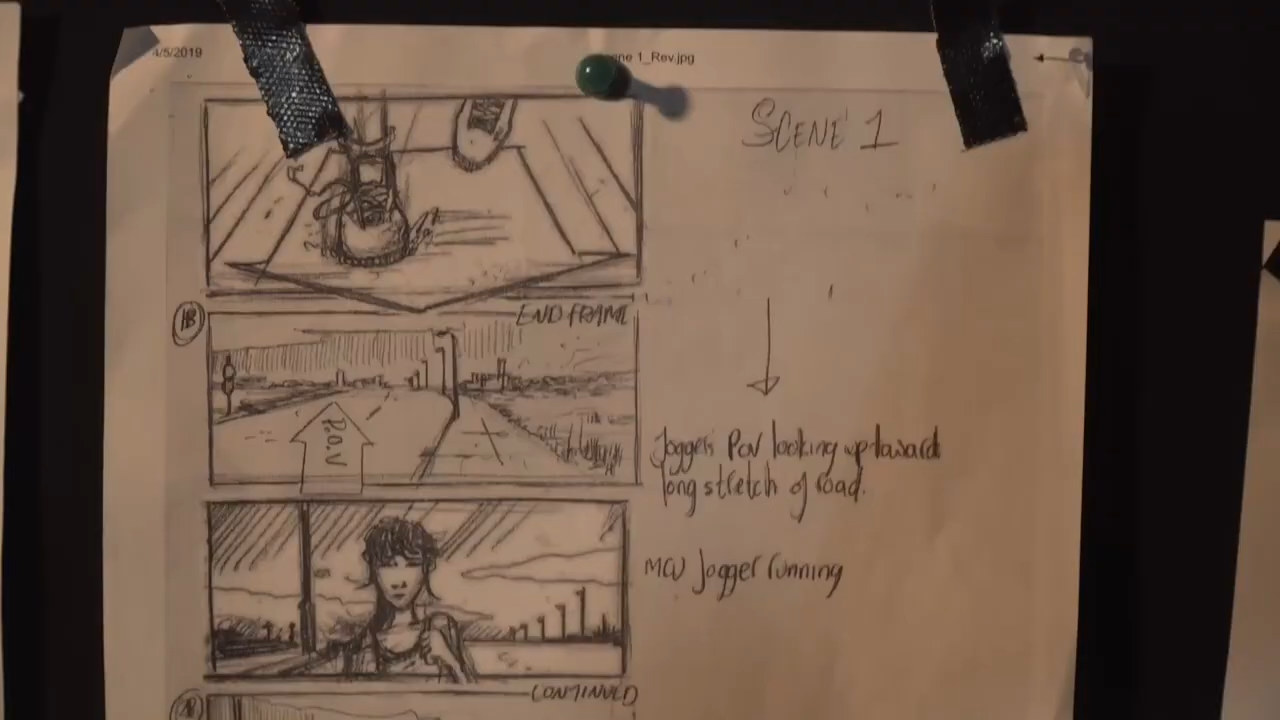 4/5/2019
ne 1_Rev.jpg
SCENE 1
END FRAME
P.O.V
Joggers POV looking up toward
long stretch of road.
MCU Jogger running
CONTINUED